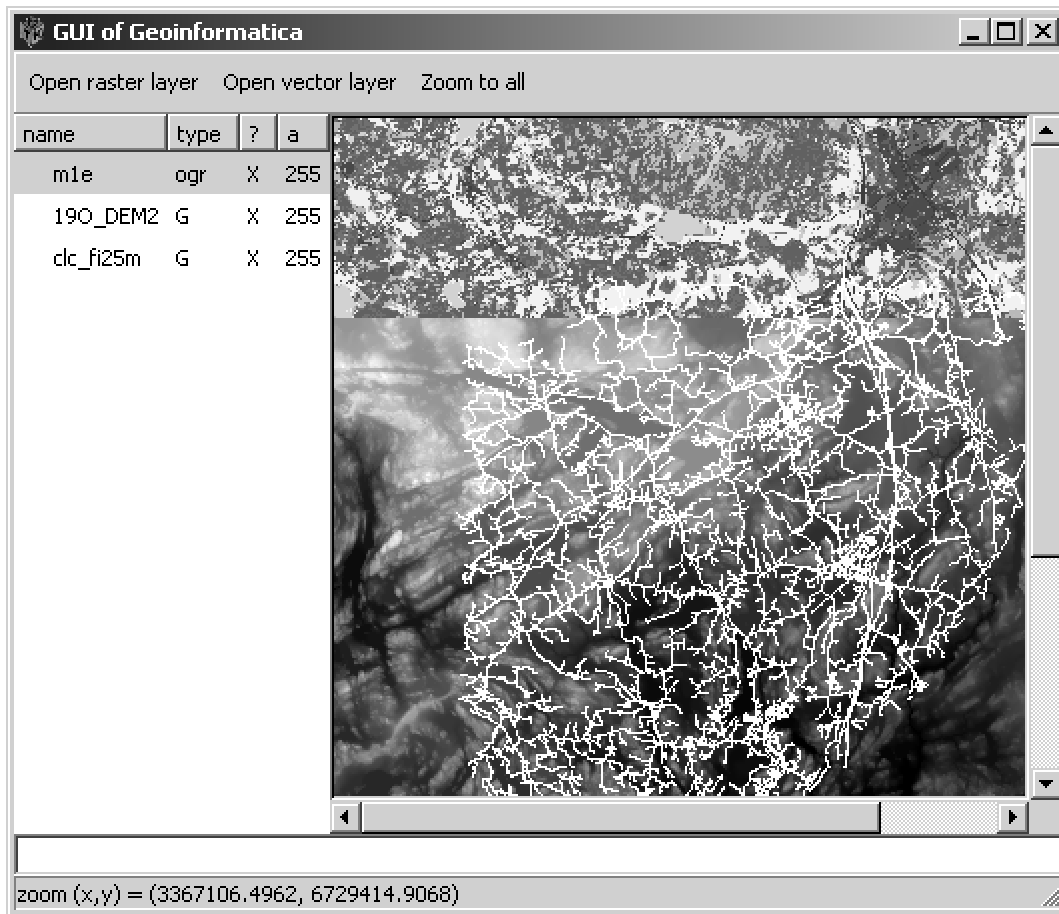 GUI of Geoinformatica
Open raster layer Open vector layer Zoom to all
name type ? a
m1e ogr X 255
19O_DEM2 G X 255
clc_fi25m G X 255
zoom (x,y) = (3367106.4962, 6729414.9068)